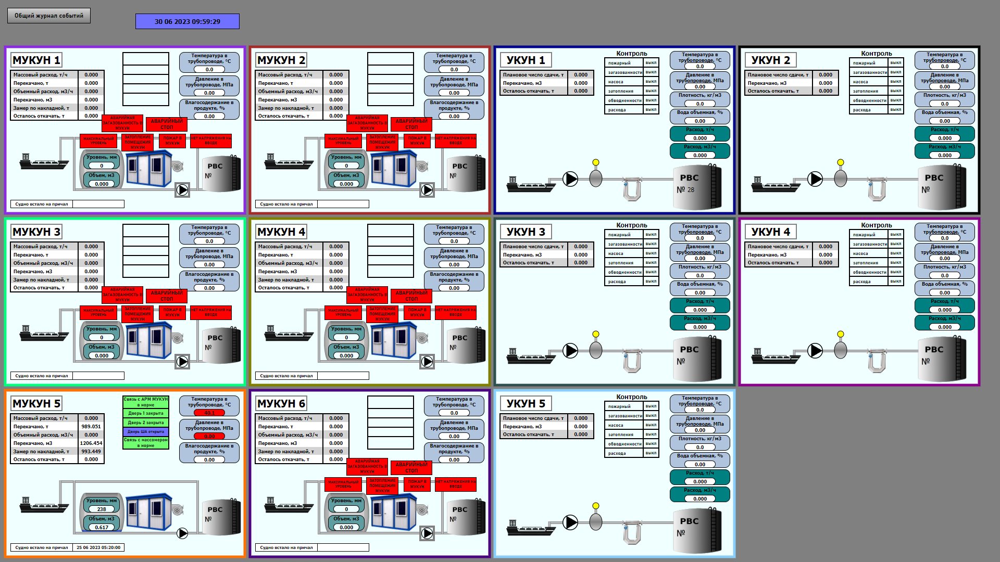 Общий журнал событий
30 06 2023 09:59:29
МУКУН 1
Массовый расход, т/ч 0.000
Перекачано, т 0.000
Объемный расход, м3/ч 0.000
Перекачано, м3 0.000
Замер по накладной, т 0.000
Осталось откачать, т 0.000
Температура в
трубопроводе, °C
0.0
Давление в
трубопроводе, МПа
0.00
Влагосодержание в
продукте, %
0.00
АВАРИЙНАЯ
ЗАГАЗОВАННОСТЬ В
МУКУН
АВАРИЙНЫЙ
СТОП
МАКСИМАЛЬНЫЙ
УРОВЕНЬ
ЗАТОПЛЕНИЕ
ПОМЕЩЕНИЯ
МУКУН
ПОЖАР В
МУКУН
НЕТ НАПРЯЖЕНИЯ НА
ВВОДЕ
Уровень, мм
0
Объем, м3
0.000
РВС
№
Судно встало на причал
МУКУН 2
Массовый расход, т/ч 0.000
Перекачано, т 0.000
Объемный расход, м3/ч 0.000
Перекачано, м3 0.000
Замер по накладной, т 0.000
Осталось откачать, т 0.000
Температура в
трубопроводе, °C
0.0
Давление в
трубопроводе, МПа
0.00
Влагосодержание в
продукте, %
0.00
АВАРИЙНАЯ
ЗАГАЗОВАННОСТЬ В
МУКУН
АВАРИЙНЫЙ
СТОП
МАКСИМАЛЬНЫЙ
УРОВЕНЬ
ЗАТОПЛЕНИЕ
ПОМЕЩЕНИЯ
МУКУН
ПОЖАР В
МУКУН
НЕТ НАПРЯЖЕНИЯ НА
ВВОДЕ
Уровень, мм
0
Объем, м3
0.000
РВС
№
Судно встало на причал
УКУН 1
Плановое число сдачи, т 0.000
Перекачано, м3 0.000
Осталось откачать, т 0.000
Контроль
пожарный выкл
загазованности выкл
насоса выкл
затопления выкл
обводненности выкл
расхода выкл
Температура в
трубопроводе, °C
0.0
Давление в
трубопроводе, МПа
0.00
Плотность, кг/м3
0.0
Вода объемная, %
0.00
Расход, т/ч
0.000
Расход, м3/ч
0.000
РВС
№ 28
УКУН 2
Плановое число сдачи, т 0.000
Перекачано, м3 0.000
Осталось откачать, т 0.000
Контроль
пожарный выкл
загазованности выкл
насоса выкл
затопления выкл
обводненности выкл
расхода выкл
Температура в
трубопроводе, °C
0.0
Давление в
трубопроводе, МПа
0.00
Плотность, кг/м3
0.0
Вода объемная, %
0.00
Расход, т/ч
0.000
Расход, м3/ч
0.000
РВС
№
МУКУН 3
Массовый расход, т/ч 0.000
Перекачано, т 0.000
Объемный расход, м3/ч 0.000
Перекачано, м3 0.000
Замер по накладной, т 0.000
Осталось откачать, т 0.000
Температура в
трубопроводе, °C
0.0
Давление в
трубопроводе, МПа
0.00
Влагосодержание в
продукте, %
0.00
АВАРИЙНАЯ
ЗАГАЗОВАННОСТЬ В
МУКУН
АВАРИЙНЫЙ
СТОП
МАКСИМАЛЬНЫЙ
УРОВЕНЬ
ЗАТОПЛЕНИЕ
ПОМЕЩЕНИЯ
МУКУН
ПОЖАР В
МУКУН
НЕТ НАПРЯЖЕНИЯ НА
ВВОДЕ
Уровень, мм
0
Объем, м3
0.000
РВС
№
Судно встало на причал
МУКУН 4
Массовый расход, т/ч 0.000
Перекачано, т 0.000
Объемный расход, м3/ч 0.000
Перекачано, м3 0.000
Замер по накладной, т 0.000
Осталось откачать, т 0.000
Температура в
трубопроводе, °C
0.0
Давление в
трубопроводе, МПа
0.00
Влагосодержание в
продукте, %
0.00
АВАРИЙНАЯ
ЗАГАЗОВАННОСТЬ В
МУКУН
АВАРИЙНЫЙ
СТОП
МАКСИМАЛЬНЫЙ
УРОВЕНЬ
ЗАТОПЛЕНИЕ
ПОМЕЩЕНИЯ
МУКУН
ПОЖАР В
МУКУН
НЕТ НАПРЯЖЕНИЯ НА
ВВОДЕ
Уровень, мм
0
Объем, м3
0.000
РВС
№
Судно встало на причал
УКУН 3
Плановое число сдачи, т 0.000
Перекачано, м3 0.000
Осталось откачать, т 0.000
Контроль
пожарный выкл
загазованности выкл
насоса выкл
затопления выкл
обводненности выкл
расхода выкл
Температура в
трубопроводе, °C
0.0
Давление в
трубопроводе, МПа
0.00
Плотность, кг/м3
0.0
Вода объемная, %
0.00
Расход, т/ч
0.000
Расход, м3/ч
0.000
РВС
№
УКУН 4
Плановое число сдачи, т 0.000
Перекачано, м3 0.000
Осталось откачать, т 0.000
Контроль
пожарный выкл
загазованности выкл
насоса выкл
затопления выкл
обводненности выкл
расхода выкл
Температура в
трубопроводе, °C
0.0
Давление в
трубопроводе, МПа
0.00
Плотность, кг/м3
0.0
Вода объемная, %
0.00
Расход, т/ч
0.000
Расход, м3/ч
0.000
РВС
№
МУКУН 5
Массовый расход, т/ч 0.000
Перекачано, т 989.051
Объемный расход, м3/ч 0.000
Перекачано, м3 1206.454
Замер по накладной, т 993.449
Осталось откачать, т 0.000
Связь с АРМ МУКУН
в норме
Дверь 1 закрыта
Дверь 2 закрыта
Дверь ША открыта
Связь с массомером
в норме
Температура в
трубопроводе, °C
40.1
Давление в
трубопроводе, МПа
0.00
Влагосодержание в
продукте, %
0.00
Уровень, мм
238
Объем, м3
0.617
РВС
№
Судно встало на причал 25 06 2023 05:20:00
МУКУН 6
Массовый расход, т/ч 0.000
Перекачано, т 0.000
Объемный расход, м3/ч 0.000
Перекачано, м3 0.000
Замер по накладной, т 0.000
Осталось откачать, т 0.000
Температура в
трубопроводе, °C
0.0
Давление в
трубопроводе, МПа
0.00
Влагосодержание в
продукте, %
0.00
АВАРИЙНАЯ
ЗАГАЗОВАННОСТЬ В
МУКУН
АВАРИЙНЫЙ
СТОП
МАКСИМАЛЬНЫЙ
УРОВЕНЬ
ЗАТОПЛЕНИЕ
ПОМЕЩЕНИЯ
МУКУН
ПОЖАР В
МУКУН
НЕТ НАПРЯЖЕНИЯ НА
ВВОДЕ
Уровень, мм
0
Объем, м3
0.000
РВС
№
Судно встало на причал
УКУН 5
Плановое число сдачи, т 0.000
Перекачано, м3 0.000
Осталось откачать, т 0.000
Контроль
пожарный выкл
загазованности выкл
насоса выкл
затопления выкл
обводненности выкл
расхода выкл
Температура в
трубопроводе, °C
0.0
Давление в
трубопроводе, МПа
0.00
Плотность, кг/м3
0.0
Вода объемная, %
0.00
Расход, т/ч
0.000
Расход, м3/ч
0.000
РВС
№